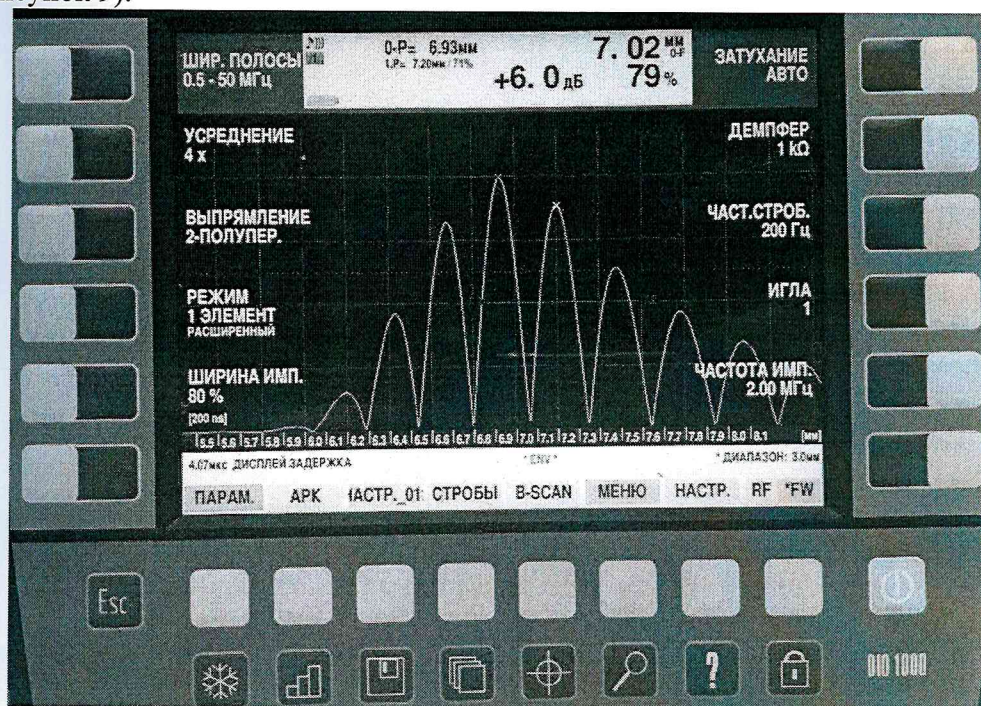 ШИР. ПОЛОСЫ
0.5 - 50 МГц
0-P= 6.93мм
1.P= 7.20мм / 71%
+6.0 дБ
7.02 мм
79%
ЗАТУХАНИЕ
АВТО
УСРЕДНЕНИЕ
4 x
ДЕМПФЕР
1 kΩ
ВЫПРЯМЛЕНИЕ
2-ПОЛУПЕР.
ЧАСТ.СТРОБ.
200 Гц
РЕЖИМ
1 ЭЛЕМЕНТ
РАСШИРЕННЫЙ
ИГЛА
1
ШИРИНА ИМП.
80 %
[200 ns]
ЧАСТОТА ИМП.
2.00 МГц
5.5 5.6 5.7 5.8 5.9 6.0 6.1 6.2 6.3 6.4 6.5 6.6 6.7 6.8 6.9 7.0 7.1 7.2 7.3 7.4 7.5 7.6 7.7 7.8 7.9 8.0 8.1 [мм]
4.07мкс ДИСПЛЕЙ ЗАДЕРЖКА *ENV* * ДИАПАЗОН: 3.0мм
ПАРАМ. АРК НАСТР._01 СТРОБЫ B-SCAN МЕНЮ НАСТР. RF *FW
Esc
?
DIO 1000